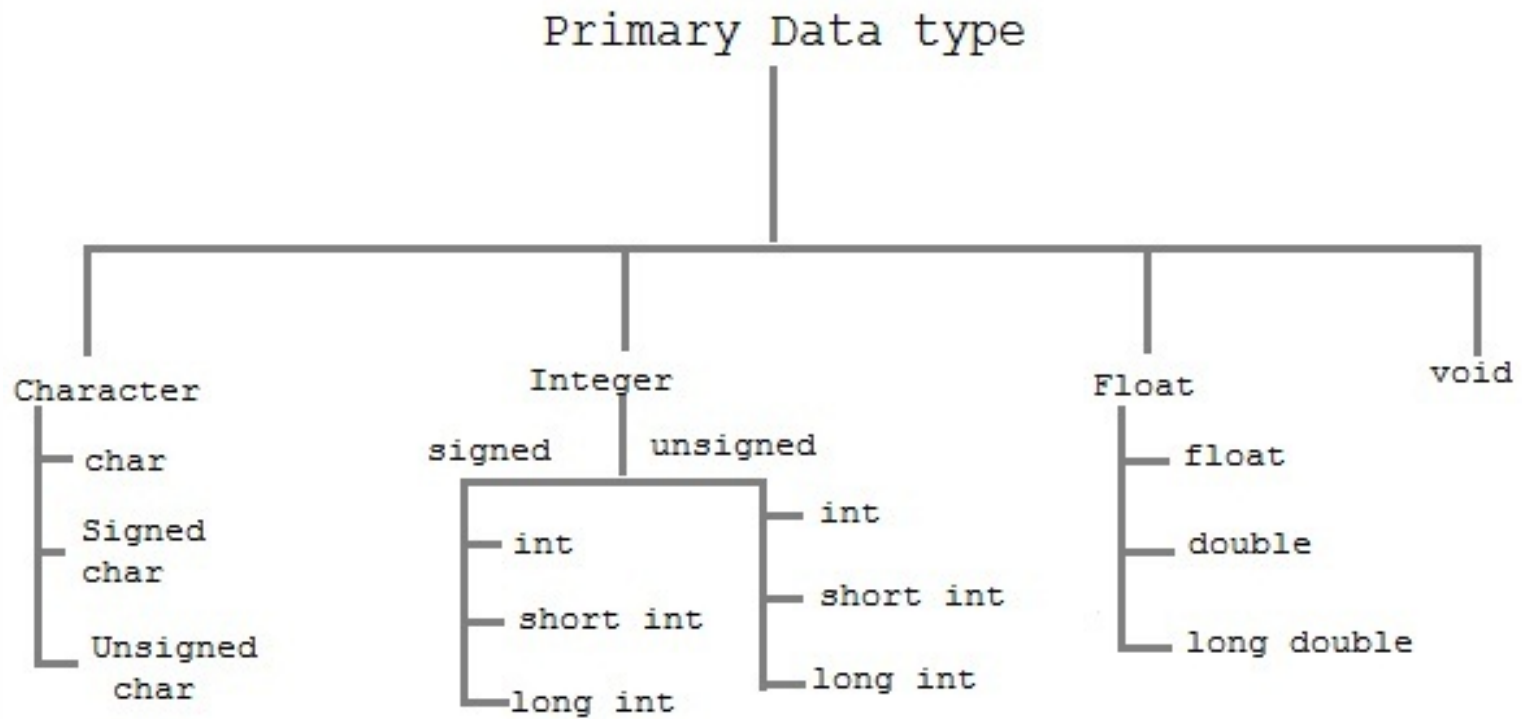 Primary Data type
Character
char
Signed
char
Unsigned
char
Integer
signed
int
short int
long int
unsigned
int
short int
long int
Float
float
double
long double
void